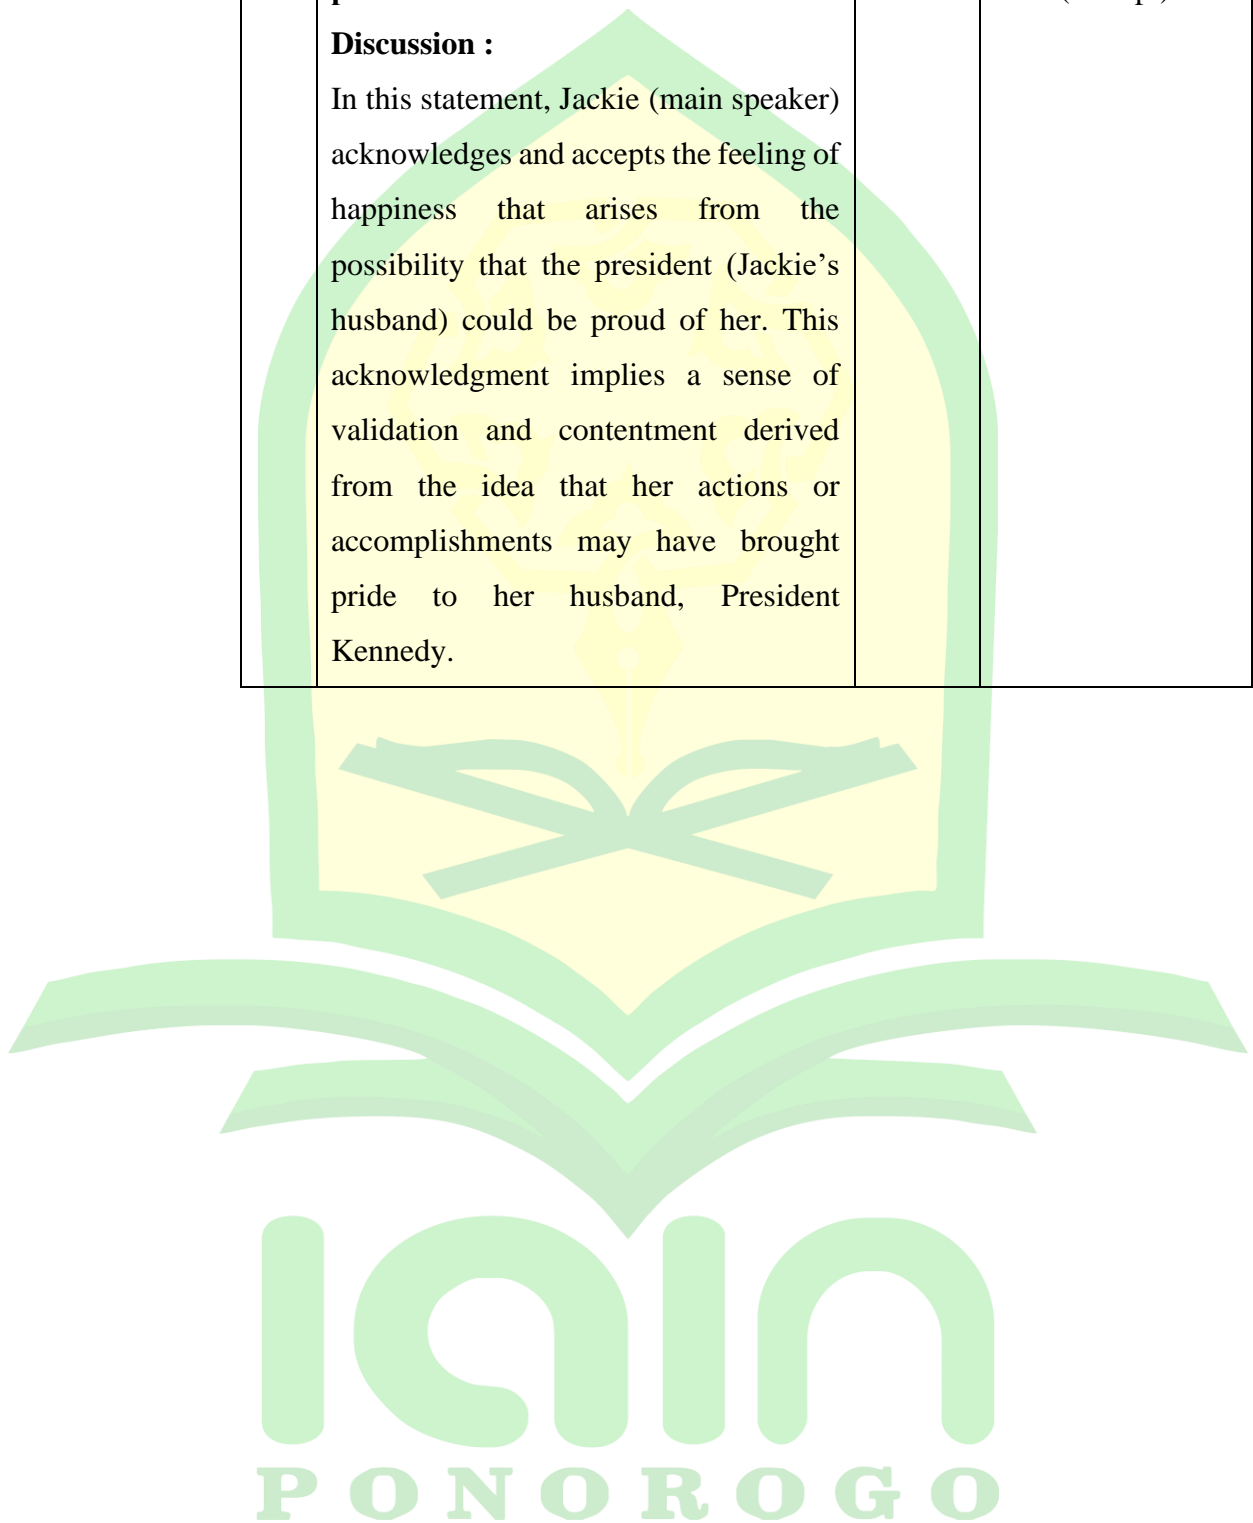 Discussion :
In this statement, Jackie (main speaker)
acknowledges and accepts the feeling of
happiness that arises from the
possibility that the president (Jackie’s
husband) could be proud of her. This
acknowledgment implies a sense of
validation and contentment derived
from the idea that her actions or
accomplishments may have brought
pride to her husband, President
Kennedy.
iain
PONOROGO